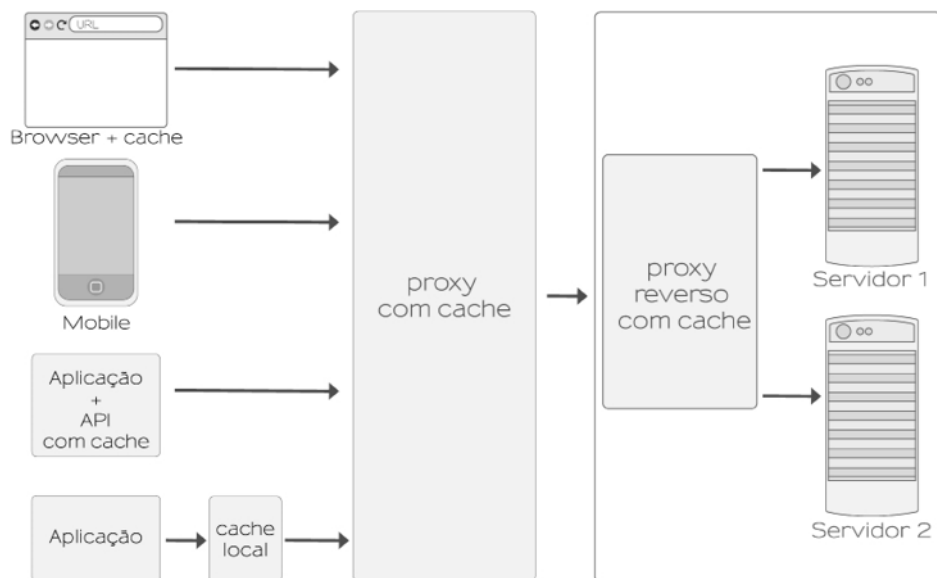 URL
Browser + cache
Mobile
Aplicação
+
API
com cache
Aplicação
cache
local
proxy
com cache
proxy
reverso
com cache
Servidor 1
Servidor 2